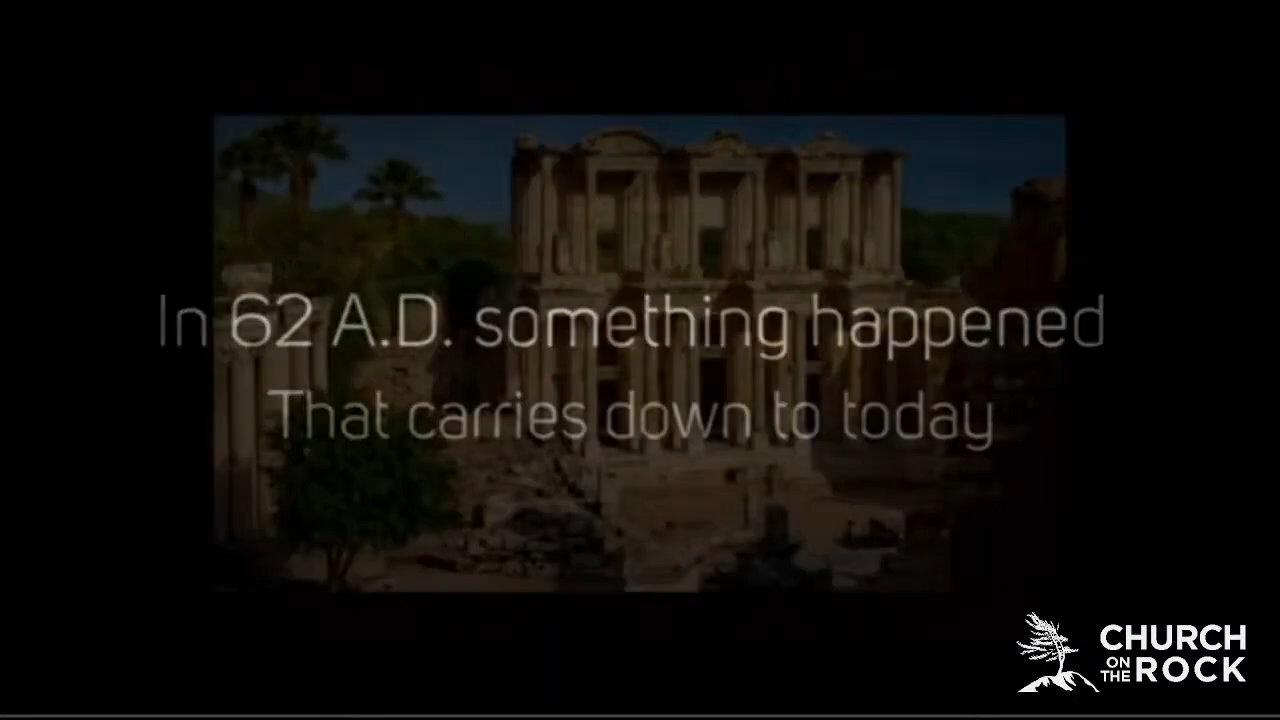 In 62 A.D. something happened
That carries down to today
CHURCH
ON
THE ROCK